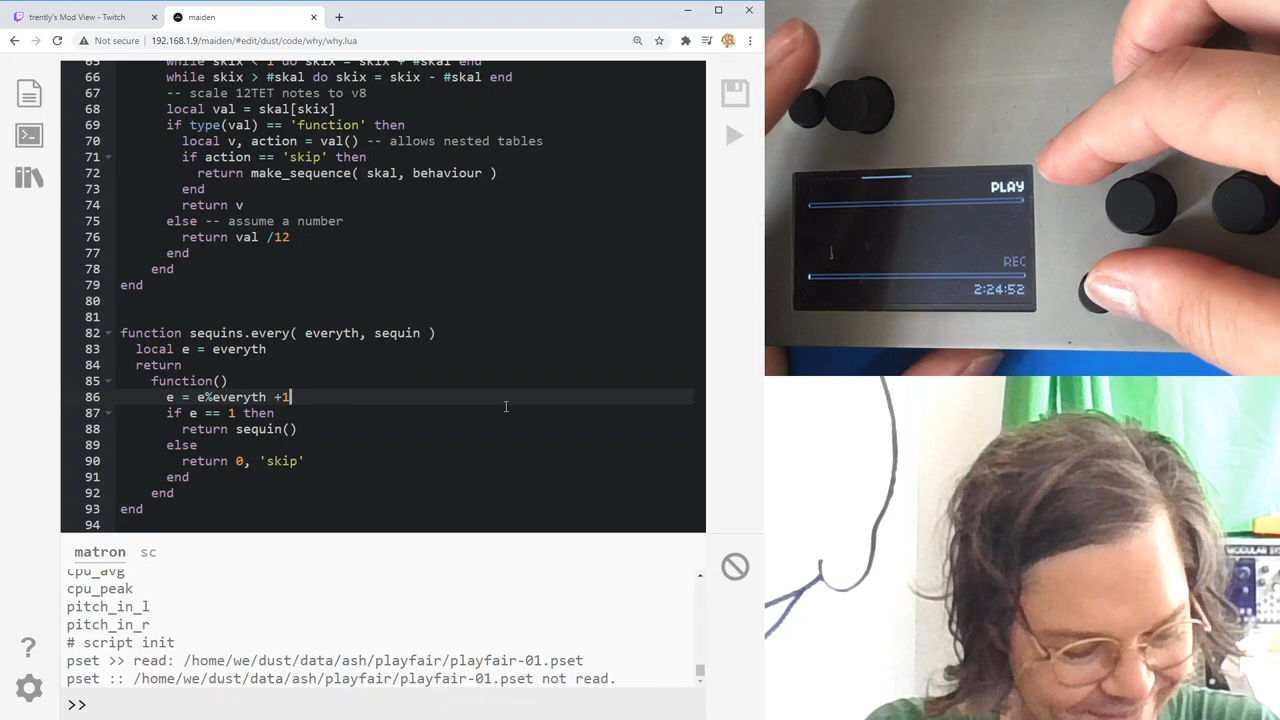 trently's Mod View - Twitch
maiden
Not secure
192.168.1.9/maiden/#edit/dust/code/why/why.lua
65 while skix < 1 do skix = skix + #skal end
66 while skix > #skal do skix = skix - #skal end
67 -- scale 12TET notes to v8
68 local val = skal[skix]
69 if type(val) == 'function' then
70 local v, action = val() -- allows nested tables
71 if action == 'skip' then
72 return make_sequence( skal, behaviour )
73 end
74 return v
75 else -- assume a number
76 return val /12
77 end
78 end
79 end
80
81
82 function sequins.every( everyth, sequin )
83 local e = everyth
84 return
85 function()
86 e = e%everyth +1
87 if e == 1 then
88 return sequin()
89 else
90 return 0, 'skip'
91 end
92 end
93 end
94
matron sc
cpu_avg
cpu_peak
pitch_in_l
pitch_in_r
# script init
pset >> read: /home/we/dust/data/ash/playfair/playfair-01.pset
pset :: /home/we/dust/data/ash/playfair/playfair-01.pset not read.
>>
PLAY
REC
2:24:52